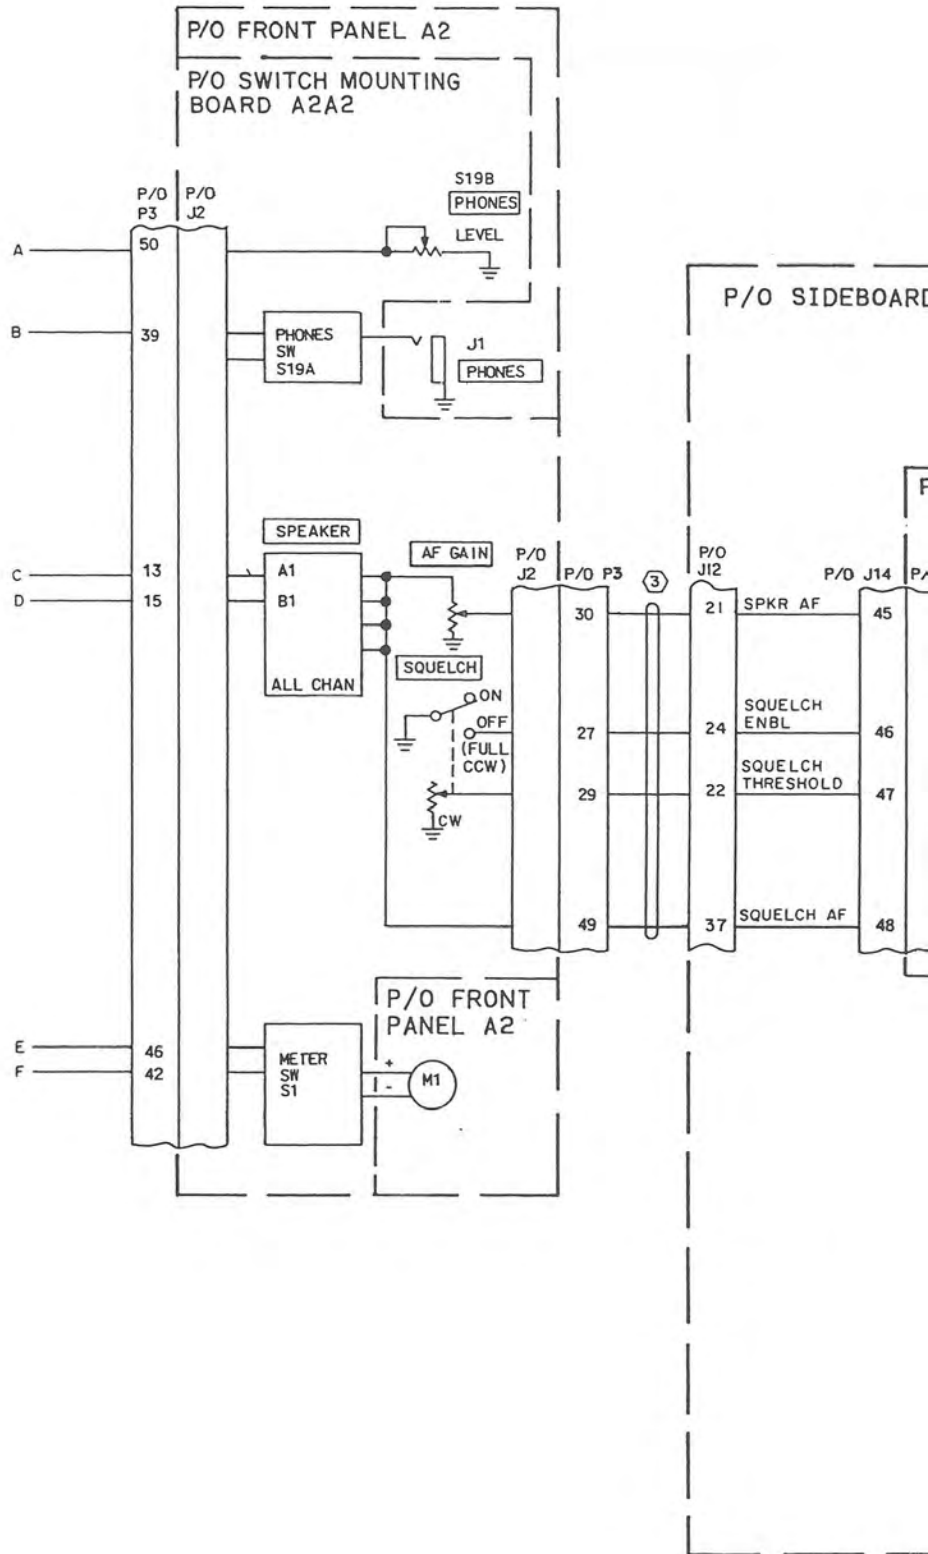 P/O FRONT PANEL A2
P/O SWITCH MOUNTING
BOARD A2A2
P/O P/O
P3 J2
S19B
PHONES
LEVEL
A 50
B 39
PHONES
SW
S19A
J1
PHONES
P/O SIDEBOARD
SPEAKER
C 13
D 15
A1
B1
ALL CHAN
AF GAIN
P/O
J2 P/O P3
3
P/O
J12
P/O J14 P/
30 21 SPKR AF 45
SQUELCH
ON
OFF
(FULL
CCW)
27 24 SQUELCH
ENBL 46
CW
29 22 SQUELCH
THRESHOLD 47
49 37 SQUELCH AF 48
P/O FRONT
PANEL A2
E 46
F 42
METER
SW
S1
+
-
M1